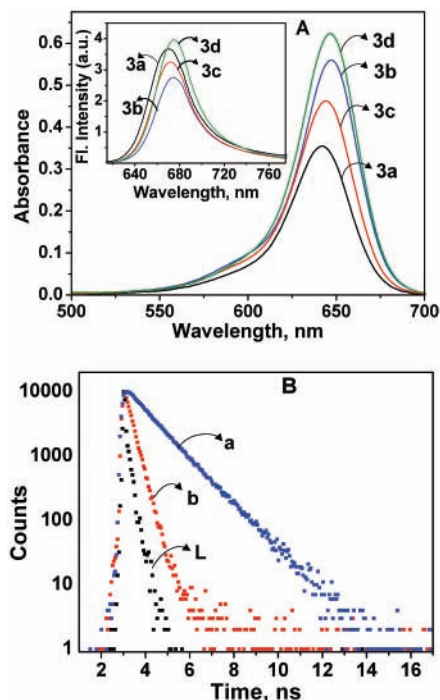 A
0.6
0.5
0.4
0.3
0.2
0.1
0.0
Absorbance
500 550 600 650 700
Wavelength, nm
3d
3b
3c
3a
4
3
2
1
Fl. Intensity (a.u.)
640 680 720 760
Wavelength, nm
3d
3a
3c
3b
B
10000
1000
100
10
1
Counts
2 4 6 8 10 12 14 16
Time, ns
a
b
L